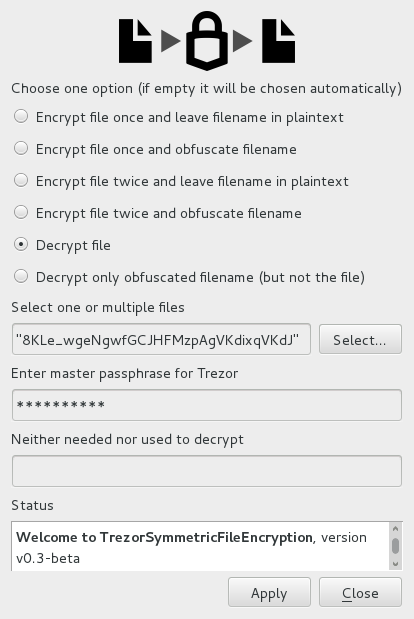 Choose one option (if empty it will be chosen automatically)
Encrypt file once and leave filename in plaintext
Encrypt file once and obfuscate filename
Encrypt file twice and leave filename in plaintext
Encrypt file twice and obfuscate filename
Decrypt file
Decrypt only obfuscated filename (but not the file)
Select one or multiple files
"8KLe_wgeNgwfGCJHFMzpAgVKdixqVKdJ" Select...
Enter master passphrase for Trezor
**********
Neither needed nor used to decrypt
Status
Welcome to TrezorSymmetricFileEncryption, version
v0.3-beta
Apply Close